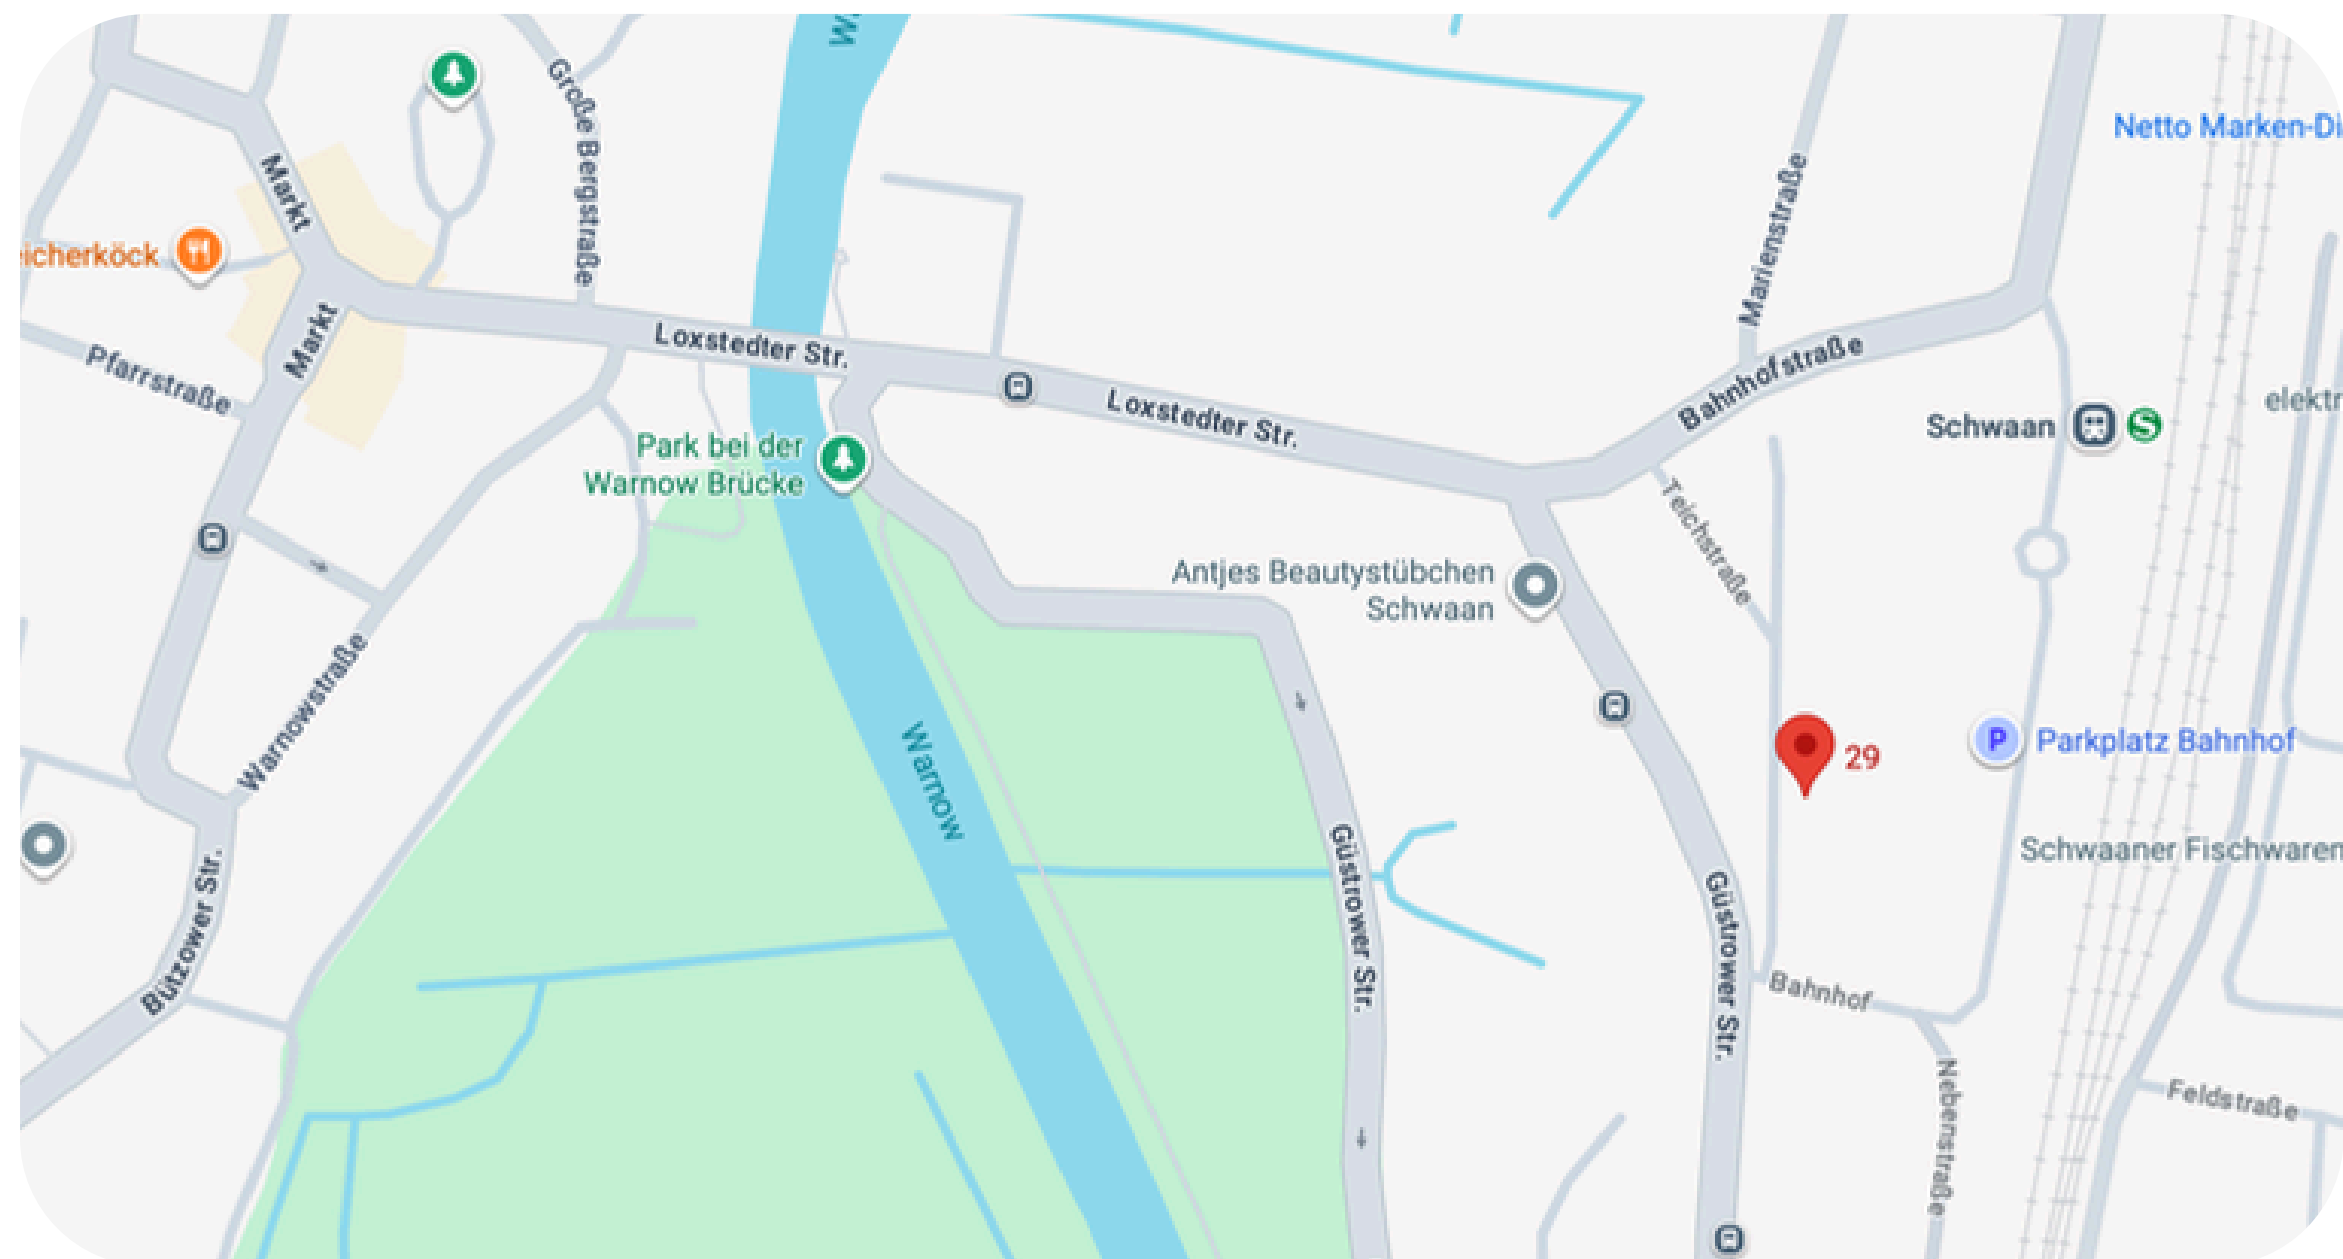 Große Bergstraße
Netto Marken-Di
Markt
Marienstraße
eicherköck
Markt
Loxstedter Str.
Pfarrstraße
Bahnhofstraße
Loxstedter Str.
elektr
Schwaan
S
Park bei der
Warnow Brücke
Teichstraße
Antjes Beautystübchen
Schwaan
Warnowstraße
Warnow
29
P
Parkplatz Bahnhof
Schwaaner Fischwaren
Bützower Str.
Güstrower Str.
Güstrower Str.
Bahnhof
Nebenstraße
Feldstraße